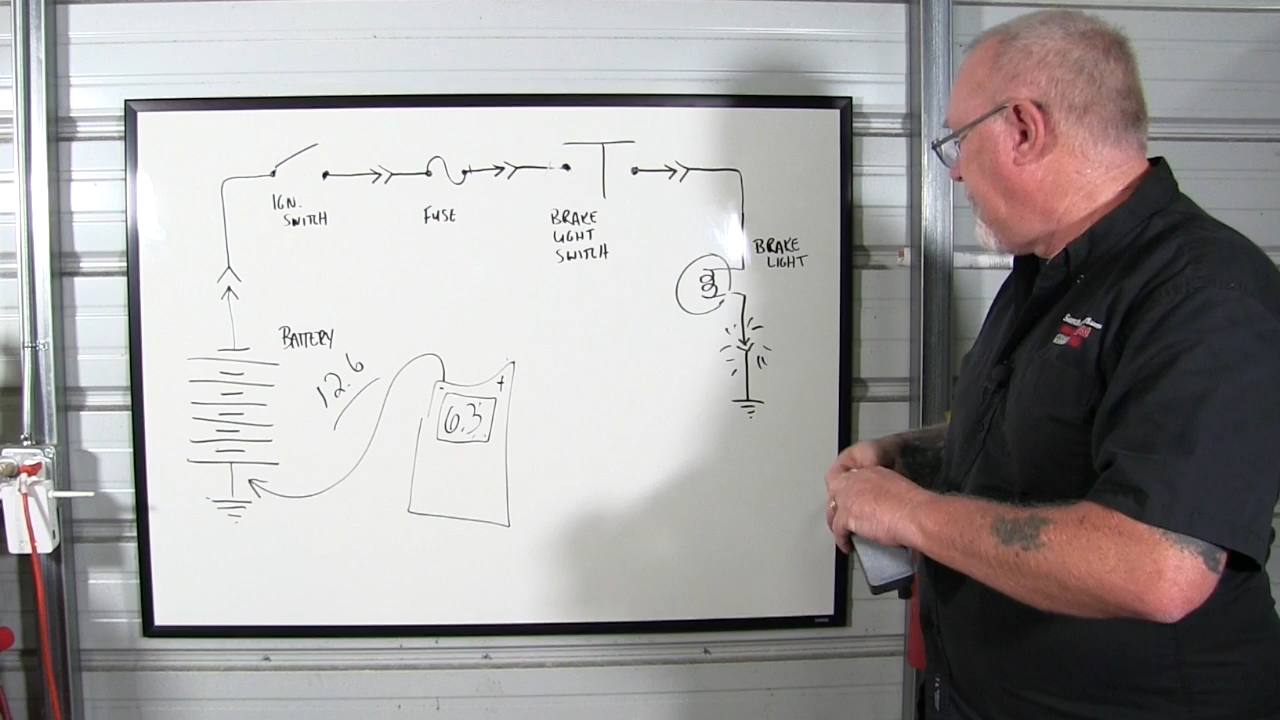 IGN.
SWITCH
FUSE
BRAKE
LIGHT
SWITCH
BRAKE
LIGHT
BATTERY
12.6
- +
6.3